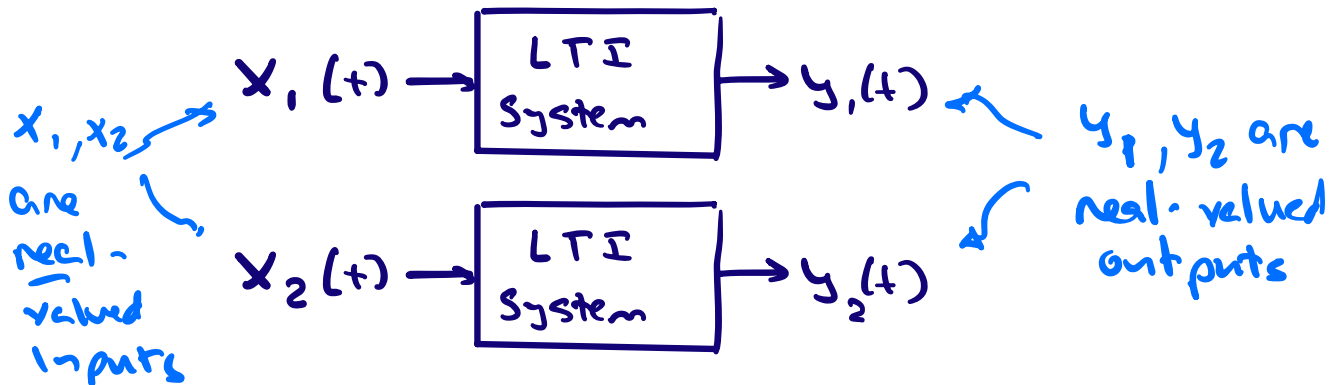 x₁, x₂
are
real-
valued
inputs
x₁(t)
LTI
System
y₁(t)
x₂(t)
LTI
System
y₂(t)
y₁, y₂ are
real-valued
outputs